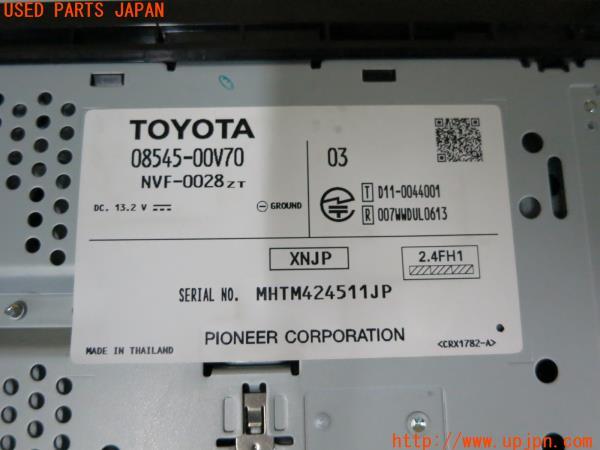 USED PARTS JAPAN
TOYOTA
08545-00V70
NVF-0028ZT
03
DC. 13.2 V
GROUND
T D11-0044001
R 007WWDUL0613
XNJP
2.4FH1
SERIAL NO. MHTM424511JP
PIONEER CORPORATION
MADE IN THAILAND
<CRX1782-A>
http://www.upjpn.com